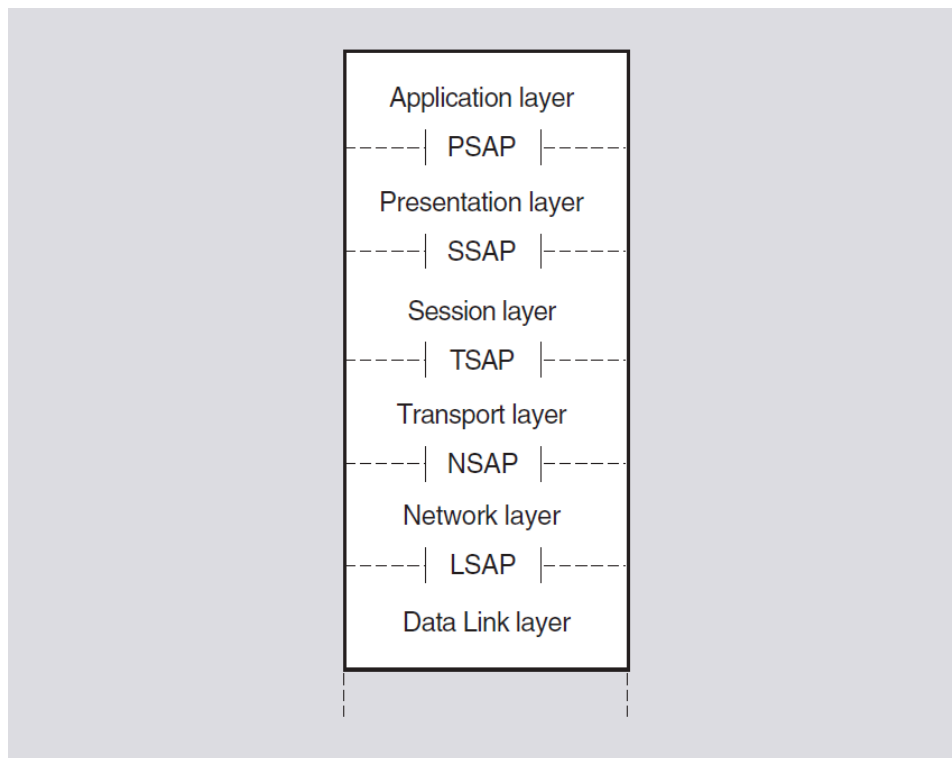 Application layer
PSAP
Presentation layer
SSAP
Session layer
TSAP
Transport layer
NSAP
Network layer
LSAP
Data Link layer